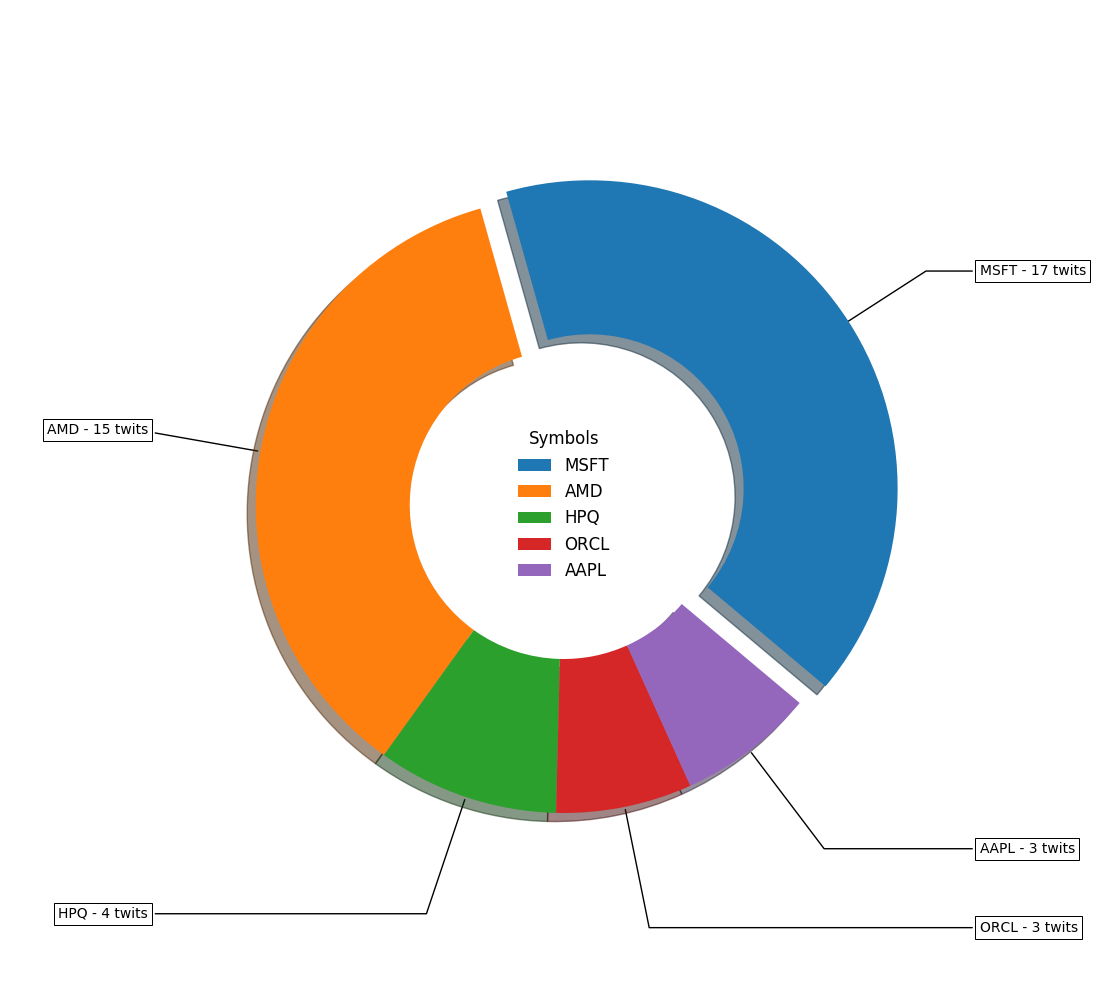 MSFT - 17 twits
AMD - 15 twits
Symbols
MSFT
AMD
HPQ
ORCL
AAPL
AAPL - 3 twits
HPQ - 4 twits
ORCL - 3 twits